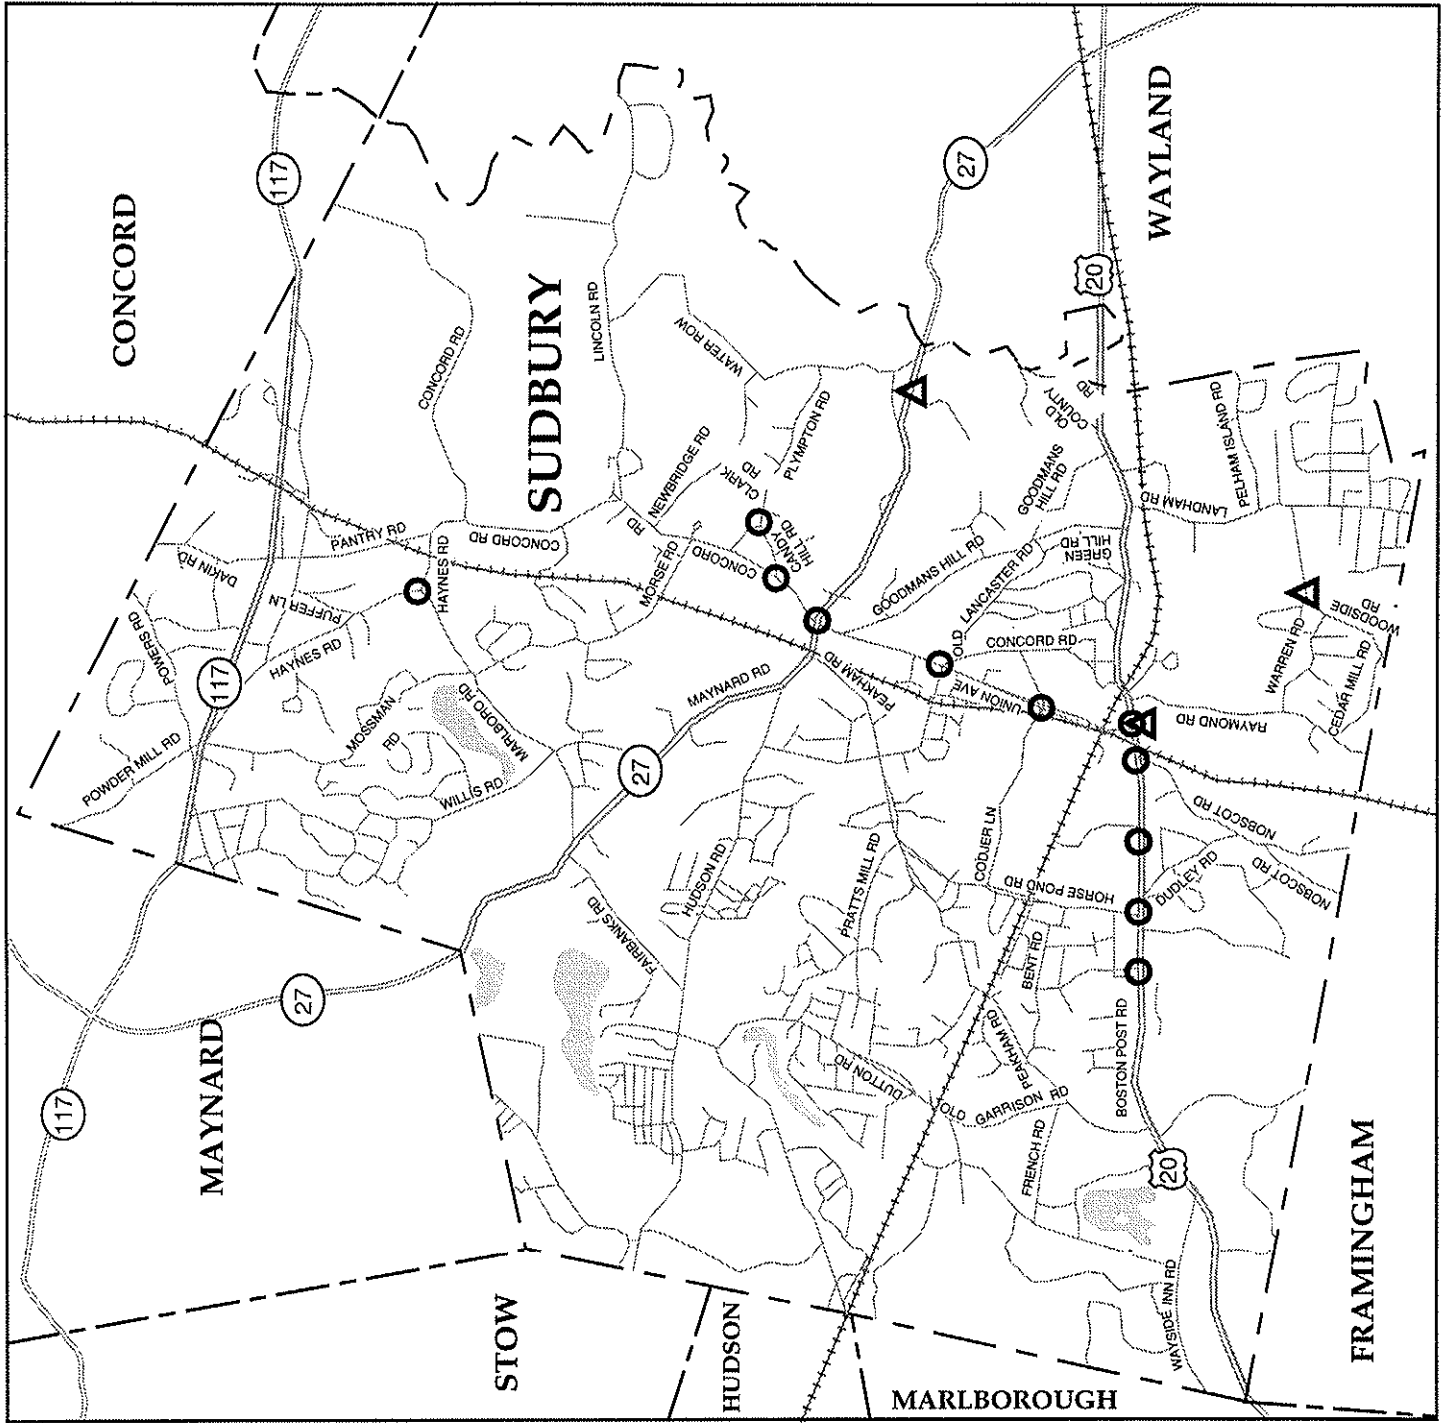 CONCORD
WAYLAND
SUDBURY
MAYNARD
STOW
HUDSON
MARLBOROUGH
FRAMINGHAM
117
117
117
27
27
27
20
20
CONCORD RD
LINCOLN RD
WATER ROW
PLYMPTON RD
CLARK
RD
NEWBRIDGE RD
CANDY
HILL RD
CONCORD
RD
CONCORD RD
MORSE RD
PANTRY RD
DAKIN RD
HAYNES RD
PUFFER LN
HAYNES RD
POWERS RD
POWDER MILL RD
MOSSMAN
RD
MARLBORO RD
WILLIS RD
MAYNARD RD
PEAKHAM RD
HUDSON RD
FAIRBANKS RD
PRATTS MILL RD
DUTTON RD
OLD
GARRISON RD
PEAKHAM RD
FRENCH RD
BENT RD
HORSE POND RD
CODJER LN
UNION AVE
OLD
LANCASTER RD
CONCORD RD
GOODMANS HILL RD
GOODMANS
HILL RD
GREEN
HILL RD
OLD
COUNTY
RD
PELHAM ISLAND RD
LANDHAM RD
WOODSIDE
RD
WARREN RD
CEDAR MILL RD
RAYMOND RD
NOBSCOT RD
NOBSCOT RD
DUDLEY RD
BOSTON POST RD
WAYSIDE INN RD